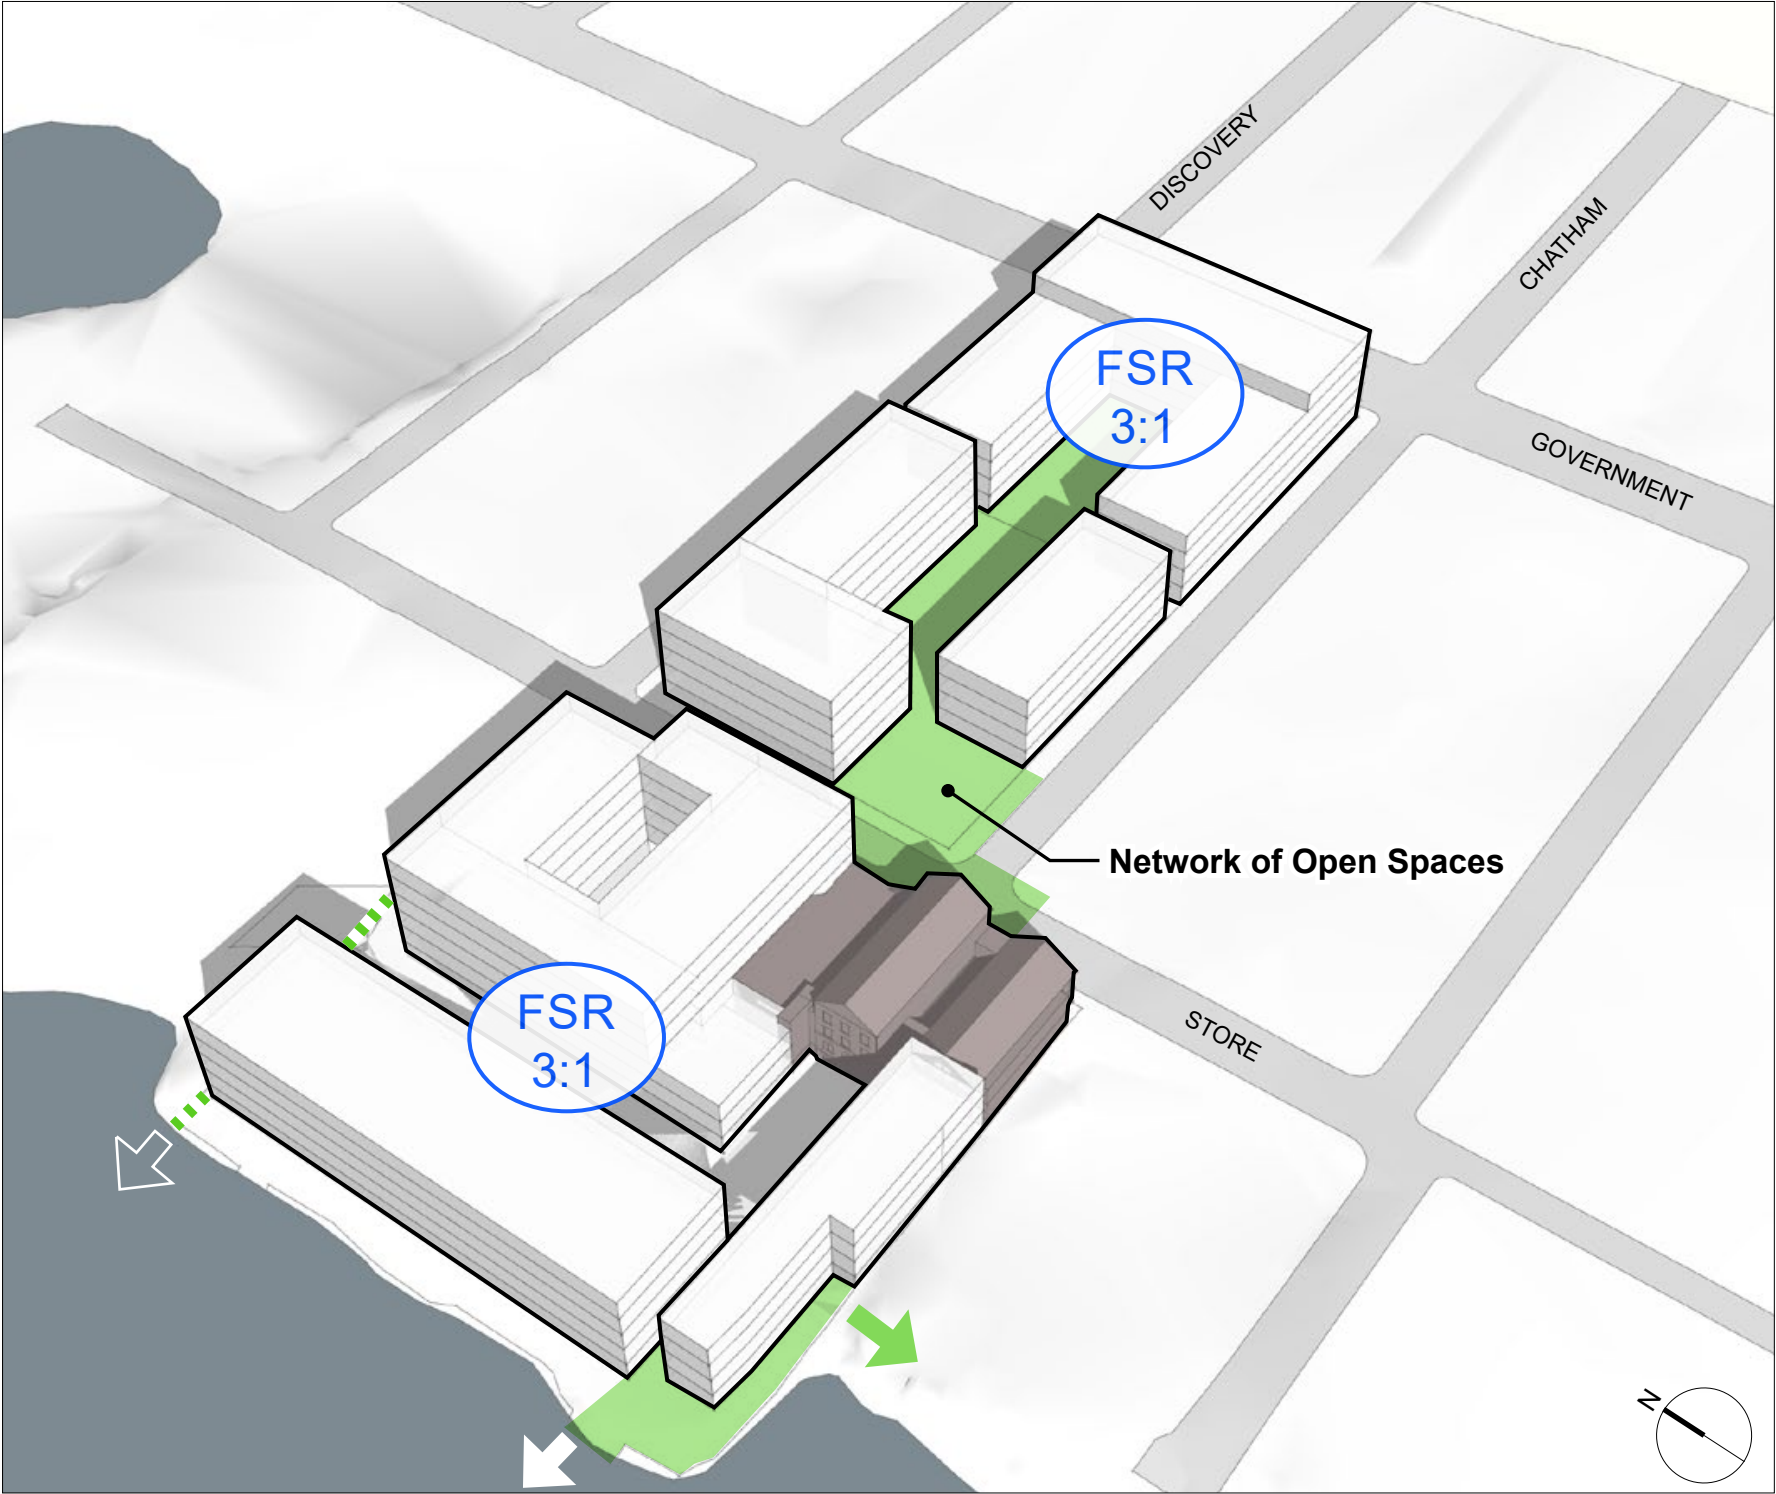 DISCOVERY
CHATHAM
FSR
3:1
GOVERNMENT
Network of Open Spaces
FSR
3:1
STORE
N